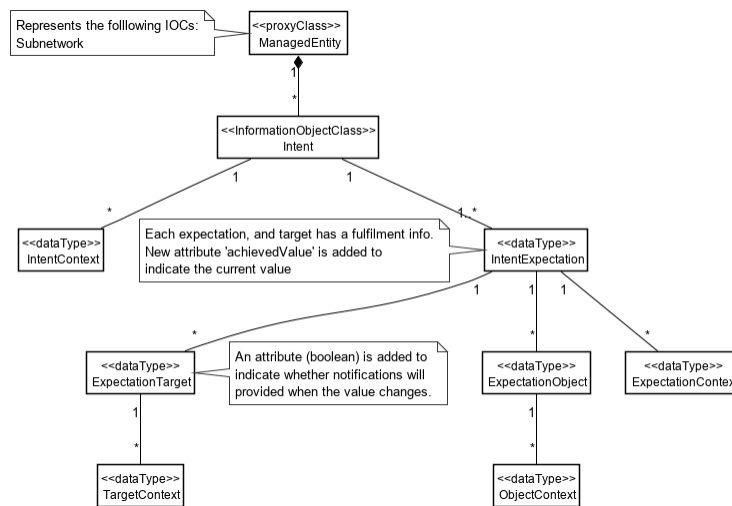 Represents the folllowing IOCs:
Subnetwork
<<proxyClass>>
ManagedEntity
1
*
<<InformationObjectClass>>
Intent
1
1
*
1..*
<<dataType>>
IntentContext
Each expectation, and target has a fulfilment info.
New attribute 'achievedValue' is added to
indicate the current value
<<dataType>>
IntentExpectation
1
1
1
*
*
*
<<dataType>>
ExpectationTarget
An attribute (boolean) is added to
indicate whether notifications will
provided when the value changes.
<<dataType>>
ExpectationObject
<<dataType>>
ExpectationContext
1
1
*
*
<<dataType>>
TargetContext
<<dataType>>
ObjectContext